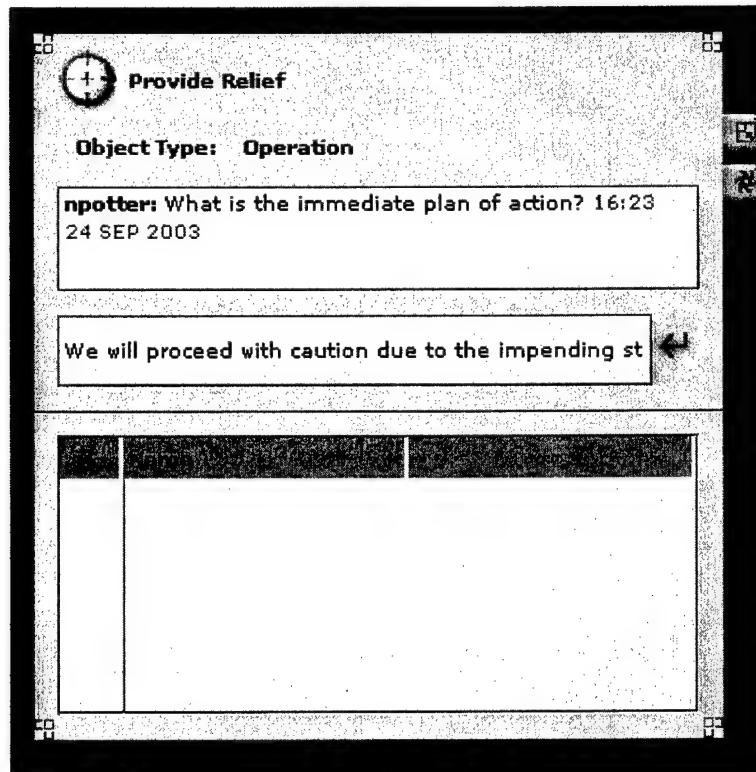 Provide Relief
Object Type: Operation
npotter: What is the immediate plan of action? 16:23
24 SEP 2003
We will proceed with caution due to the impending st